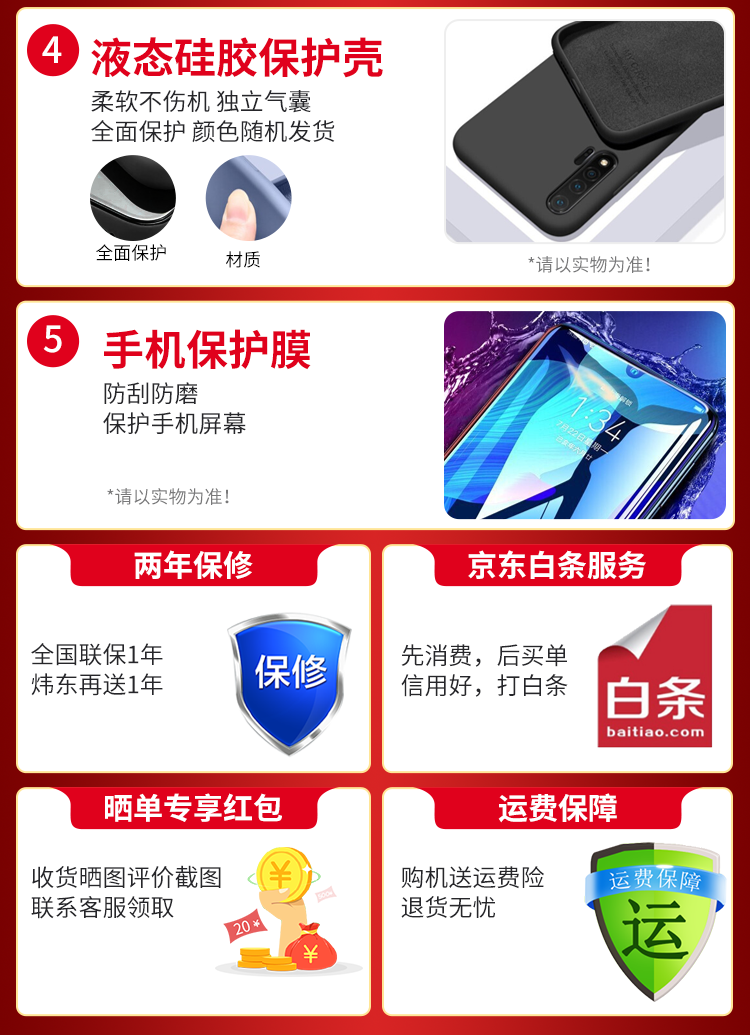 4
液态硅胶保护壳
柔软不伤机 独立气囊
全面保护 颜色随机发货
全面保护
材质
*请以实物为准!
5
手机保护膜
防刮防磨
保护手机屏幕
*请以实物为准!
1:34
两年保修
全国联保1年
炜东再送1年
保修
京东白条服务
先消费，后买单
信用好，打白条
白条
baitiao.com
晒单专享红包
收货晒图评价截图
联系客服领取
¥
20 ¥
¥
运费保障
购机送运费险
退货无忧
运费保障
运